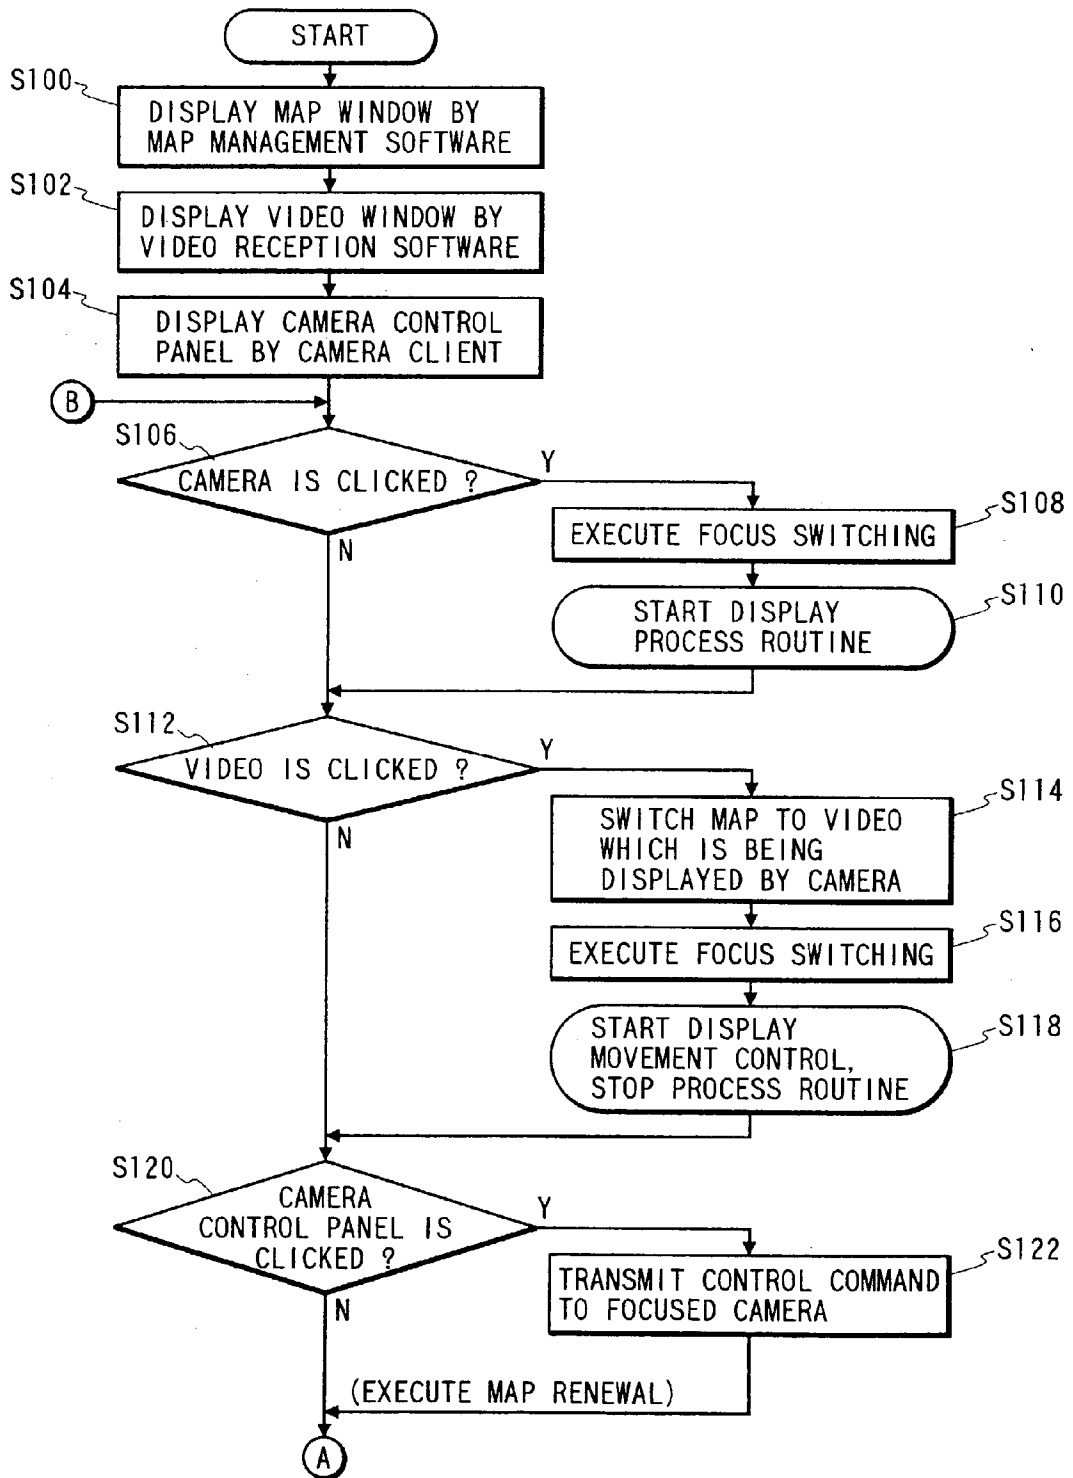 START
S100
DISPLAY MAP WINDOW BY
MAP MANAGEMENT SOFTWARE
S102
DISPLAY VIDEO WINDOW BY
VIDEO RECEPTION SOFTWARE
S104
DISPLAY CAMERA CONTROL
PANEL BY CAMERA CLIENT
B
S106
CAMERA IS CLICKED ?
Y
N
S108
EXECUTE FOCUS SWITCHING
S110
START DISPLAY
PROCESS ROUTINE
S112
VIDEO IS CLICKED ?
Y
N
S114
SWITCH MAP TO VIDEO
WHICH IS BEING
DISPLAYED BY CAMERA
S116
EXECUTE FOCUS SWITCHING
S118
START DISPLAY
MOVEMENT CONTROL,
STOP PROCESS ROUTINE
S120
CAMERA
CONTROL PANEL IS
CLICKED ?
Y
N
S122
TRANSMIT CONTROL COMMAND
TO FOCUSED CAMERA
(EXECUTE MAP RENEWAL)
A